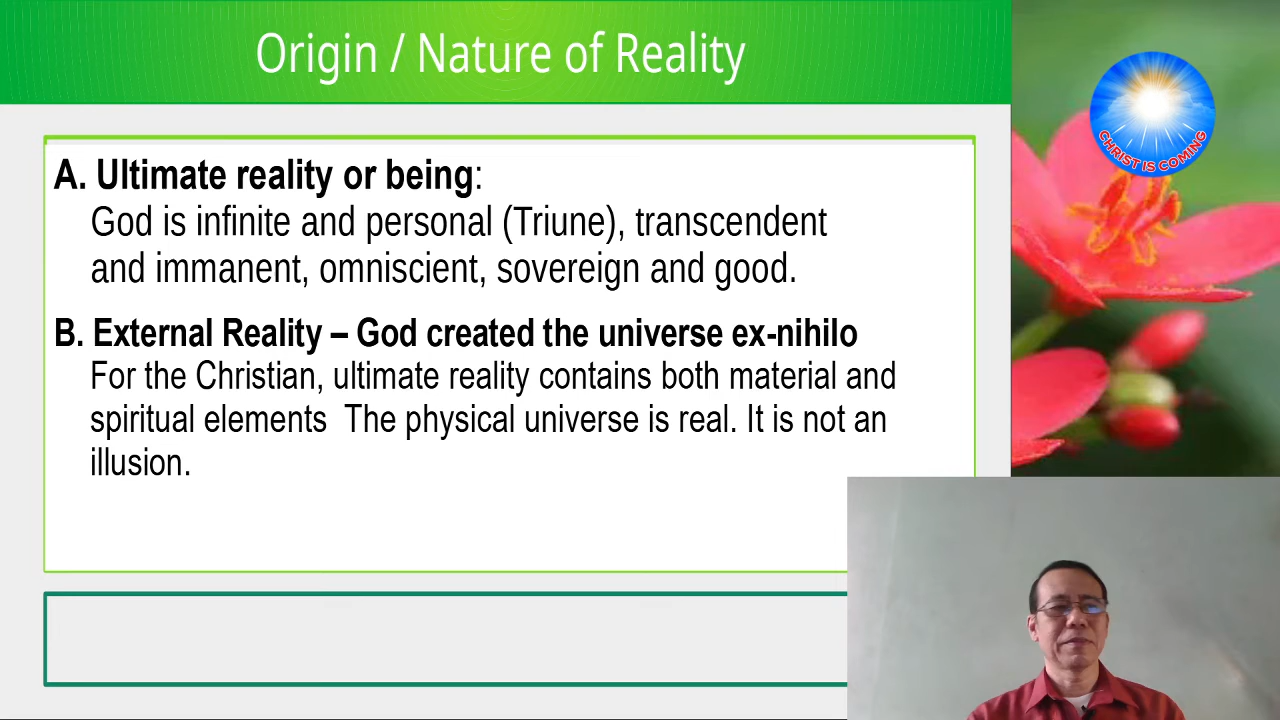 Origin / Nature of Reality
CHRIST IS COMING
A. Ultimate reality or being:
God is infinite and personal (Triune), transcendent
and immanent, omniscient, sovereign and good.
B. External Reality – God created the universe ex-nihilo
For the Christian, ultimate reality contains both material and
spiritual elements  The physical universe is real. It is not an
illusion.